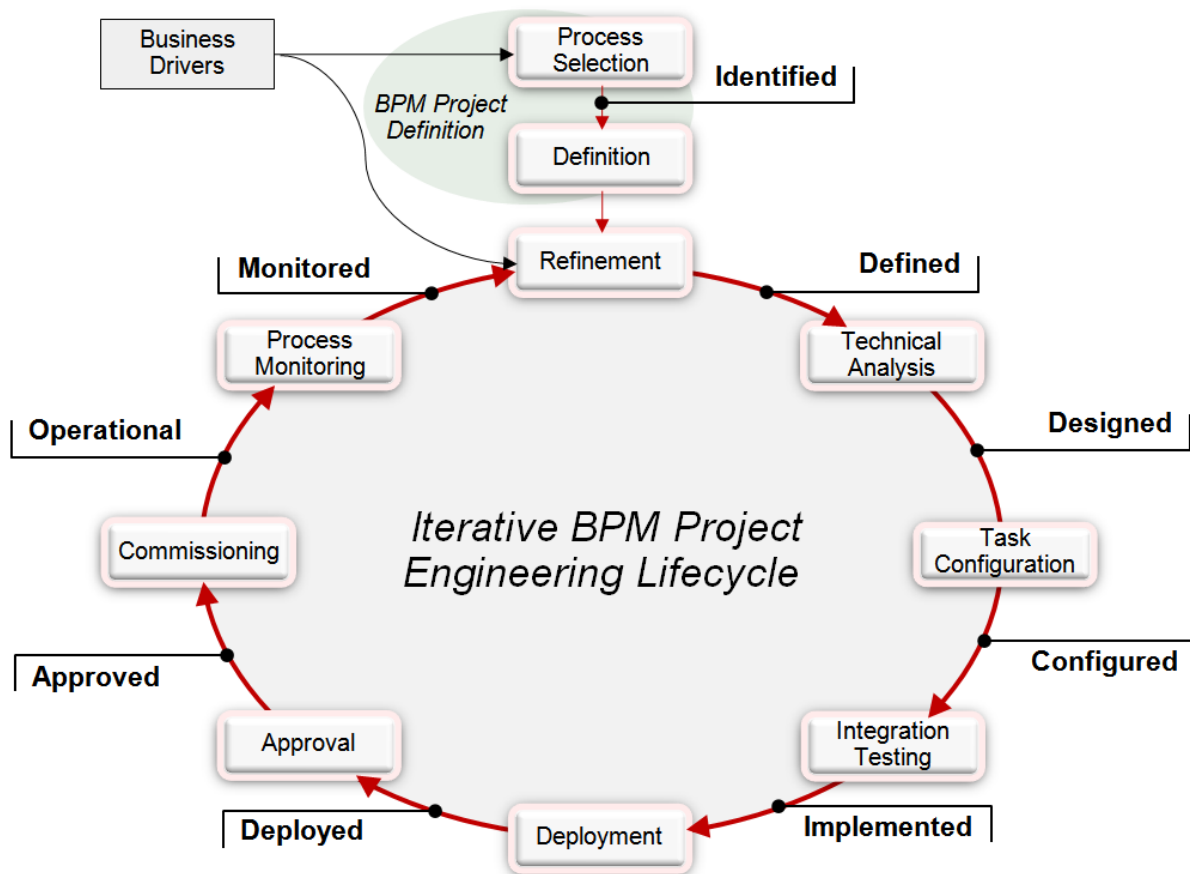 Business
Drivers
Process
Selection
Identified
BPM Project
Definition
Definition
Refinement
Monitored
Defined
Process
Monitoring
Technical
Analysis
Operational
Designed
Iterative BPM Project
Engineering Lifecycle
Commissioning
Task
Configuration
Approved
Configured
Approval
Integration
Testing
Deployed
Deployment
Implemented